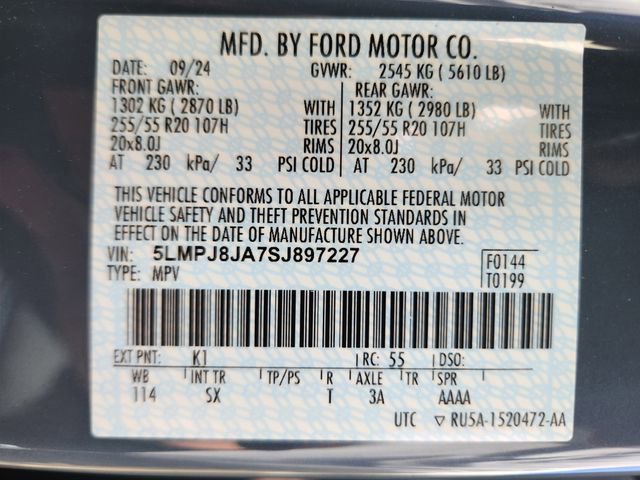 MFD. BY FORD MOTOR CO.
DATE: 09/24 GVWR: 2545 KG ( 5610 LB)
FRONT GAWR: REAR GAWR:
1302 KG ( 2870 LB) WITH 1352 KG ( 2980 LB) WITH
255/55 R20 107H TIRES 255/55 R20 107H TIRES
20x8.0J RIMS 20x8.0J RIMS
AT 230 kPa/ 33 PSI COLD AT 230 kPa/ 33 PSI COLD
THIS VEHICLE CONFORMS TO ALL APPLICABLE FEDERAL MOTOR
VEHICLE SAFETY AND THEFT PREVENTION STANDARDS IN
EFFECT ON THE DATE OF MANUFACTURE SHOWN ABOVE.
VIN: 5LMPJ8JA7SJ897227 F0144
TYPE: MPV T0199
EXT PNT: K1 RC: 55 DSO:
WB INT TR TP/PS R AXLE TR SPR
114 SX T 3A AAAA
UTC ▽ RU5A-1520472-AA